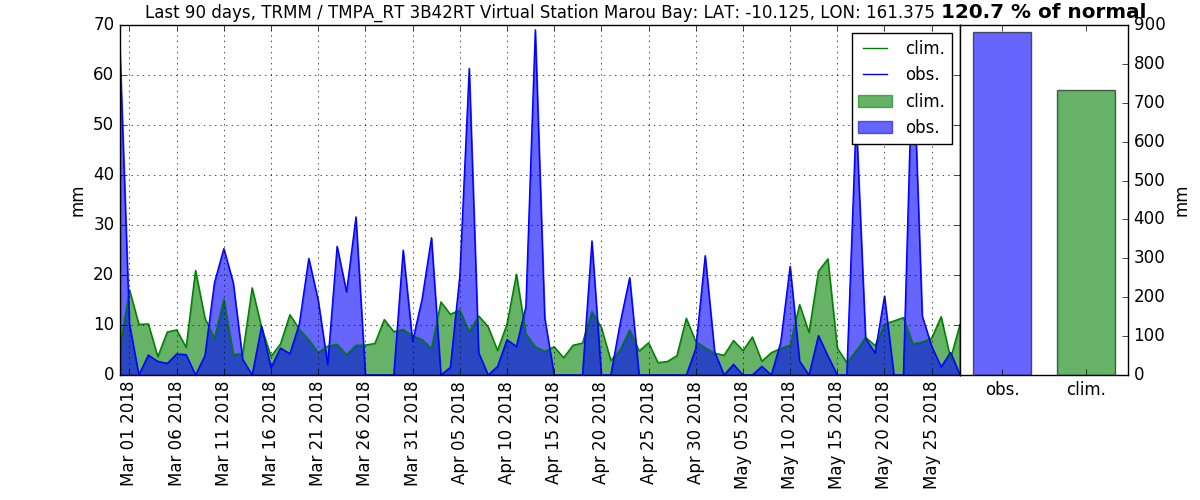 Last 90 days, TRMM / TMPA_RT 3B42RT Virtual Station Marou Bay: LAT: -10.125, LON: 161.375 120.7 % of normal
70
60
50
40
30
20
10
0
mm
clim.
obs.
clim.
obs.
Mar 01 2018
Mar 06 2018
Mar 11 2018
Mar 16 2018
Mar 21 2018
Mar 26 2018
Mar 31 2018
Apr 05 2018
Apr 10 2018
Apr 15 2018
Apr 20 2018
Apr 25 2018
Apr 30 2018
May 05 2018
May 10 2018
May 15 2018
May 20 2018
May 25 2018
900
800
700
600
500
400
300
200
100
0
mm
obs.
clim.